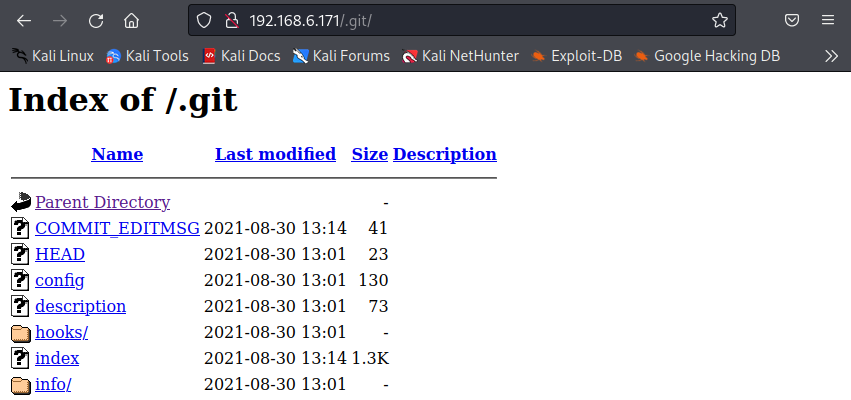 192.168.6.171/.git/
Kali Linux Kali Tools Kali Docs Kali Forums Kali NetHunter Exploit-DB Google Hacking DB
Index of /.git
Name Last modified Size Description
Parent Directory -
COMMIT_EDITMSG 2021-08-30 13:14 41
HEAD 2021-08-30 13:01 23
config 2021-08-30 13:01 130
description 2021-08-30 13:01 73
hooks/ 2021-08-30 13:01 -
index 2021-08-30 13:14 1.3K
info/ 2021-08-30 13:01 -